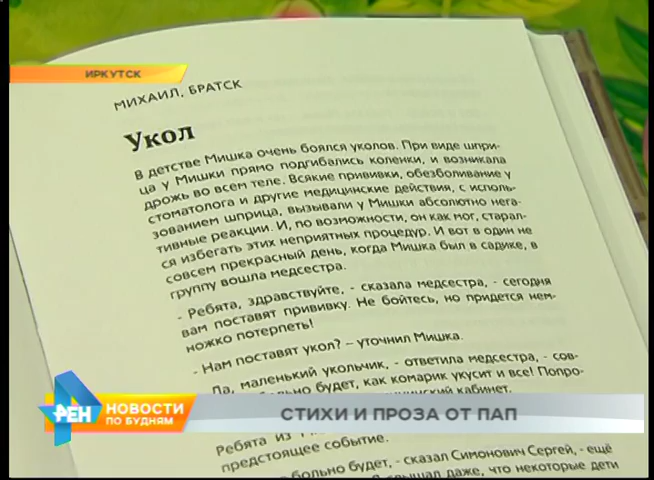 ИРКУТСК
МИХАИЛ, БРАТСК
Укол
В детстве Мишка очень боялся уколов. При виде шпри-
ца у Мишки прямо подгибались коленки, и возникала
дрожь во всем теле. Всякие прививки, обезболивание у
стоматолога и другие медицинские действия, с исполь-
зованием шприца, вызывали у Мишки абсолютно нега-
тивные реакции. И, по возможности, он как мог, старал-
ся избегать этих неприятных процедур. И вот в один не
совсем прекрасный день, когда Мишка был в садике, в
группу вошла медсестра.
- Ребята, здравствуйте, - сказала медсестра, - сегодня
вам поставят прививку. Не бойтесь, но придется нем-
ножко потерпеть!
- Нам поставят укол? – уточнил Мишка.
Да, маленький укольчик, - ответила медсестра, - сов-
больно будет, как комарик укусит и все! Попро-
кабинет.
РЕН НОВОСТИ
ПО БУДНЯМ
СТИХИ И ПРОЗА ОТ ПАП
Ребята из
предстоящее событие.
больно будет, - сказал Симонович Сергей, - ещё
слышал даже, что некоторые дети